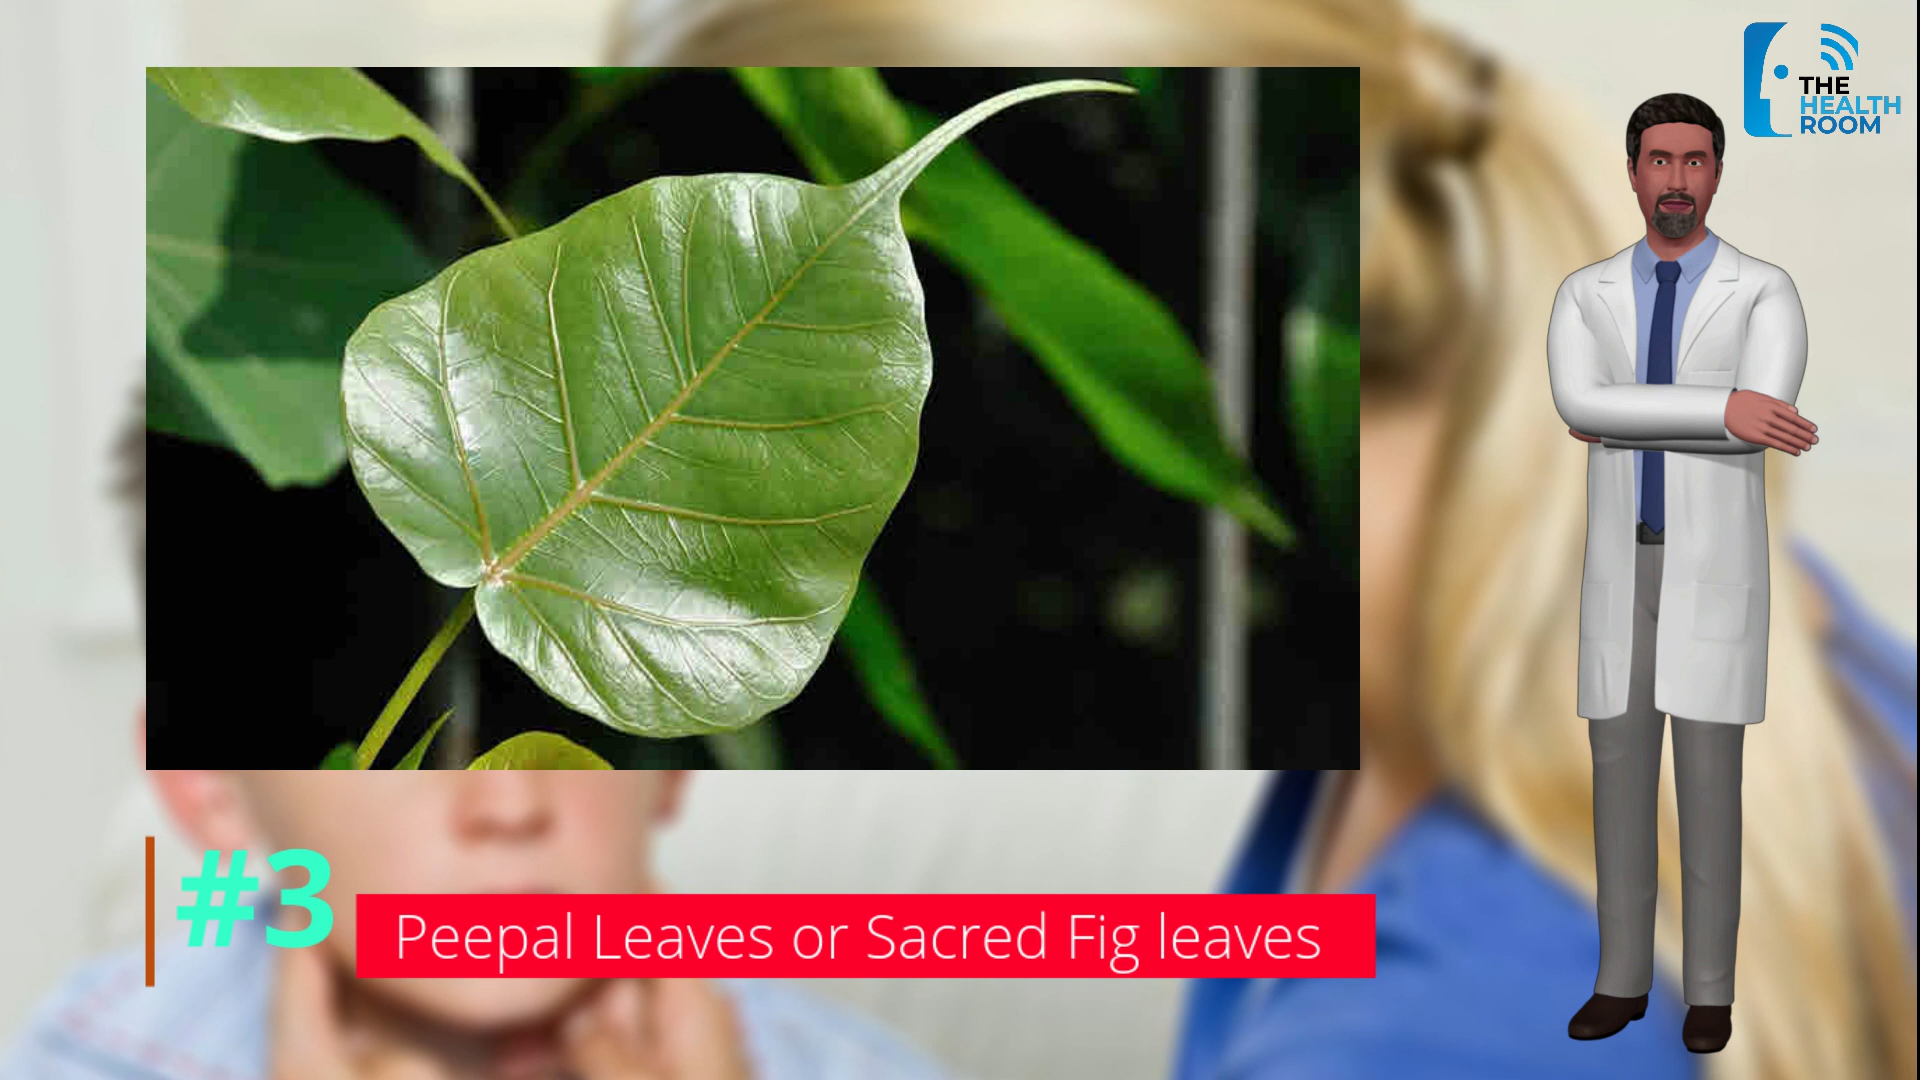 THE
HEALTH
ROOM
#3
Peepal Leaves or Sacred Fig leaves